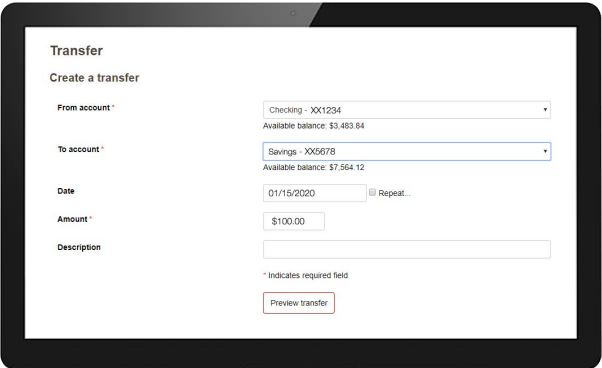 Transfer
Create a transfer
From account *
Checking - XX1234
Available balance: $3,483.84
To account *
Savings - XX5678
Available balance: $7,564.12
Date
01/15/2020
Repeat...
Amount *
$100.00
Description
* Indicates required field
Preview transfer